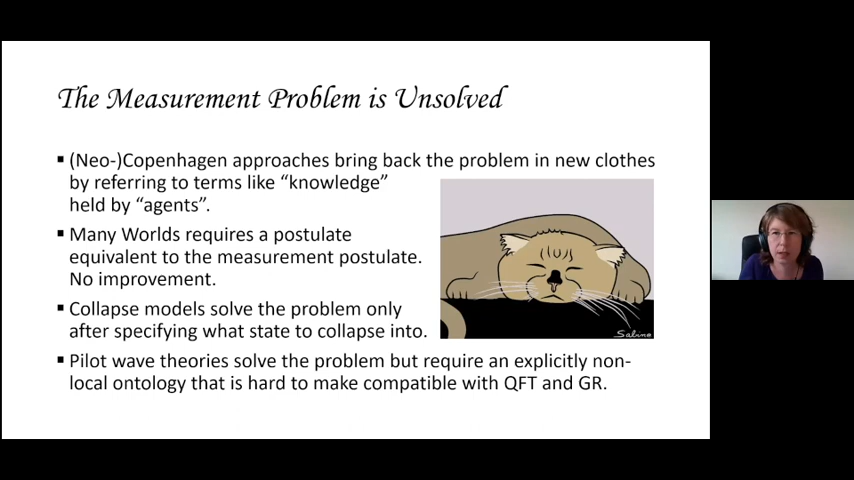 The Measurement Problem is Unsolved
▪ (Neo-)Copenhagen approaches bring back the problem in new clothes
by referring to terms like “knowledge”
held by “agents”.
▪ Many Worlds requires a postulate
equivalent to the measurement postulate.
No improvement.
▪ Collapse models solve the problem only
after specifying what state to collapse into.
Sabine
▪ Pilot wave theories solve the problem but require an explicitly non-
local ontology that is hard to make compatible with QFT and GR.